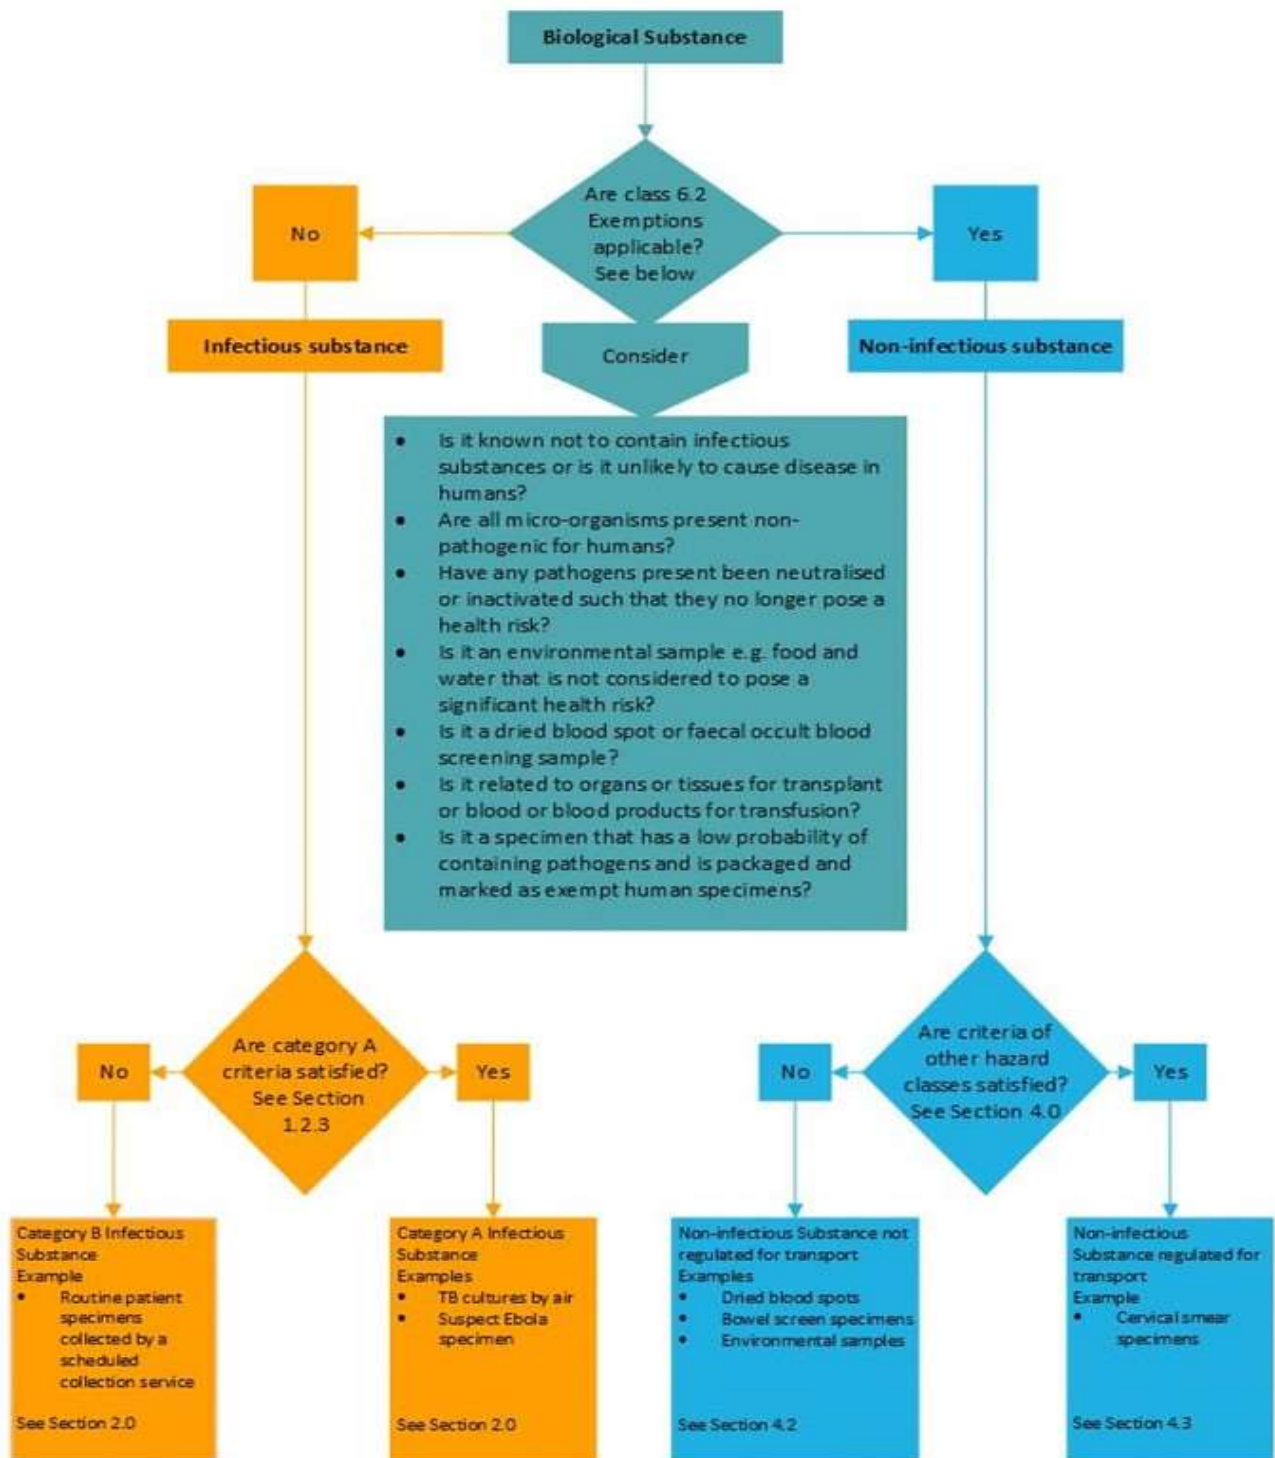 Biological Substance
Are class 6.2
Exemptions
applicable?
See below
No
Yes
Infectious substance
Consider
Non-infectious substance
• Is it known not to contain infectious
substances or is it unlikely to cause disease in
humans?
• Are all micro-organisms present non-
pathogenic for humans?
• Have any pathogens present been neutralised
or inactivated such that they no longer pose a
health risk?
• Is it an environmental sample e.g. food and
water that is not considered to pose a
significant health risk?
• Is it a dried blood spot or faecal occult blood
screening sample?
• Is it related to organs or tissues for transplant
or blood or blood products for transfusion?
• Is it a specimen that has a low probability of
containing pathogens and is packaged and
marked as exempt human specimens?
Are category A
criteria satisfied?
See Section
1.2.3
No
Yes
Are criteria of
other hazard
classes satisfied?
See Section 4.0
No
Yes
Category B Infectious
Substance
Example
• Routine patient
specimens
collected by a
scheduled
collection service
See Section 2.0
Category A Infectious
Substance
Examples
• TB cultures by air
• Suspect Ebola
specimen
See Section 2.0
Non-infectious Substance not
regulated for transport
Examples
• Dried blood spots
• Bowel screen specimens
• Environmental samples
See Section 4.2
Non-infectious
Substance regulated for
transport
Example
• Cervical smear
specimens
See Section 4.3